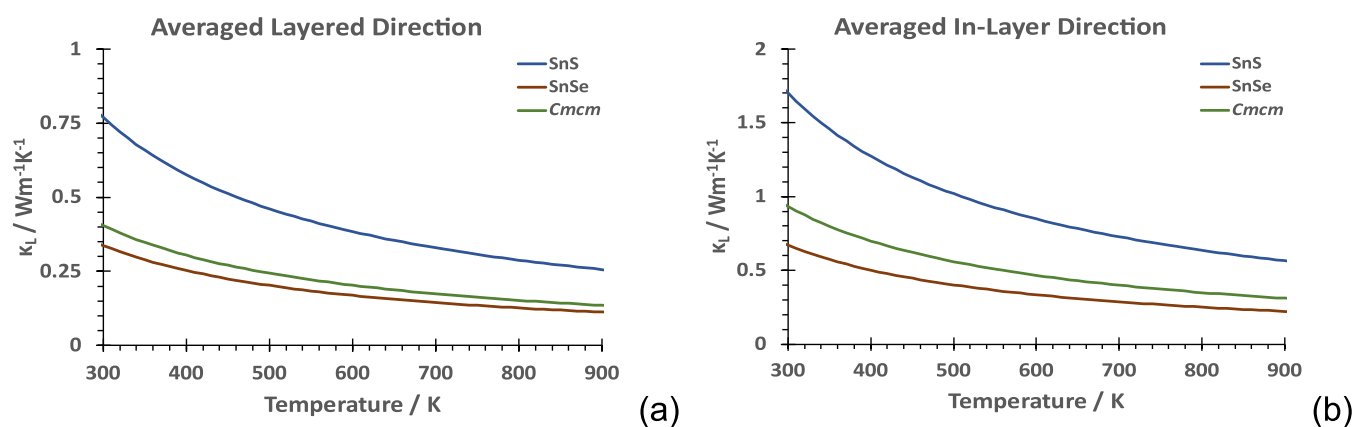 Averaged Layered Direction
1
0.75
0.5
0.25
0
κL / Wm-1K-1
SnS
SnSe
Cmcm
300 400 500 600 700 800 900
Temperature / K
(a)
Averaged In-Layer Direction
2
1.5
1
0.5
0
κL / Wm-1K-1
SnS
SnSe
Cmcm
300 400 500 600 700 800 900
Temperature / K
(b)